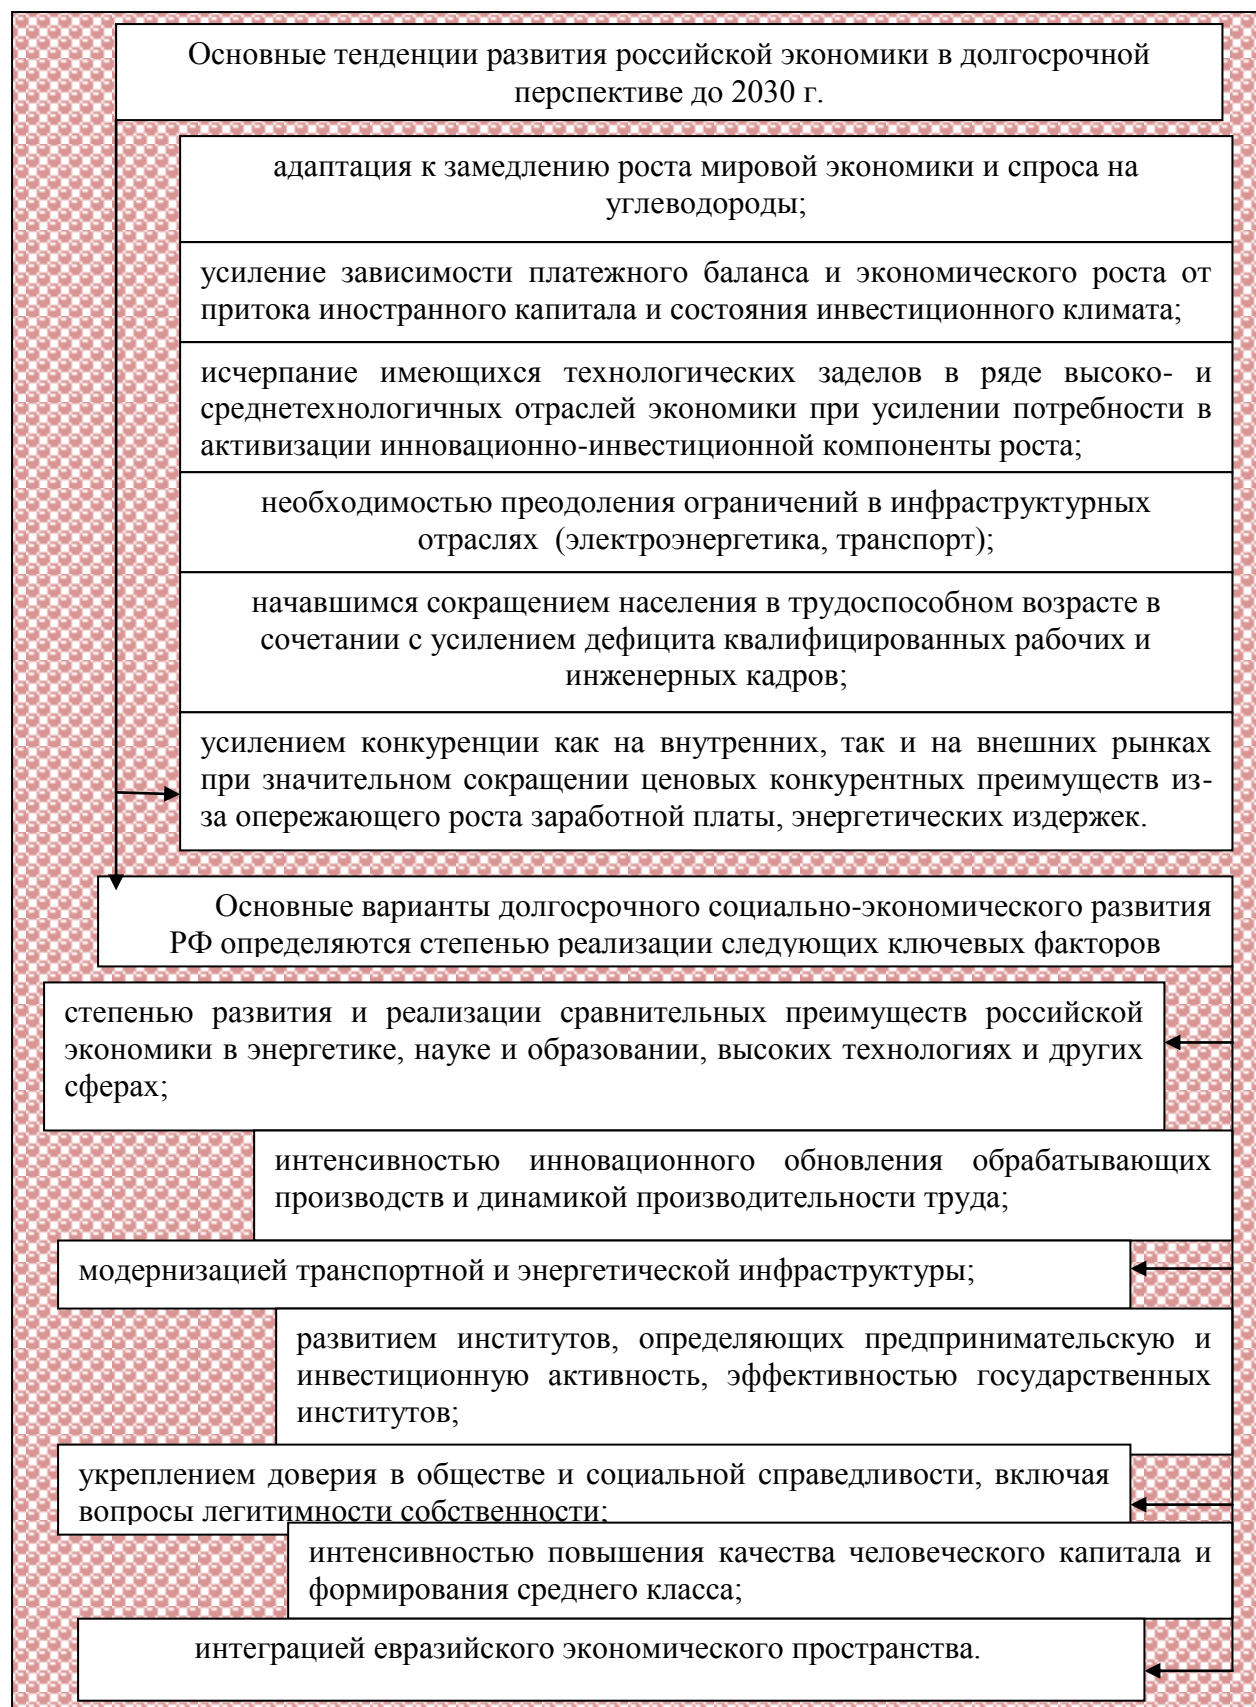 Основные тенденции развития российской экономики в долгосрочной
перспективе до 2030 г.
адаптация к замедлению роста мировой экономики и спроса на
углеводороды;
усиление зависимости платежного баланса и экономического роста от
притока иностранного капитала и состояния инвестиционного климата;
исчерпание имеющихся технологических заделов в ряде высоко- и
среднетехнологичных отраслей экономики при усилении потребности в
активизации инновационно-инвестиционной компоненты роста;
необходимостью преодоления ограничений в инфраструктурных
отраслях (электроэнергетика, транспорт);
начавшимся сокращением населения в трудоспособном возрасте в
сочетании с усилением дефицита квалифицированных рабочих и
инженерных кадров;
усилением конкуренции как на внутренних, так и на внешних рынках
при значительном сокращении ценовых конкурентных преимуществ из-
за опережающего роста заработной платы, энергетических издержек.
Основные варианты долгосрочного социально-экономического развития
РФ определяются степенью реализации следующих ключевых факторов
степенью развития и реализации сравнительных преимуществ российской
экономики в энергетике, науке и образовании, высоких технологиях и других
сферах;
интенсивностью инновационного обновления обрабатывающих
производств и динамикой производительности труда;
модернизацией транспортной и энергетической инфраструктуры;
развитием институтов, определяющих предпринимательскую и
инвестиционную активность, эффективностью государственных
институтов;
укреплением доверия в обществе и социальной справедливости, включая
вопросы легитимности собственности;
интенсивностью повышения качества человеческого капитала и
формирования среднего класса;
интеграцией евразийского экономического пространства.